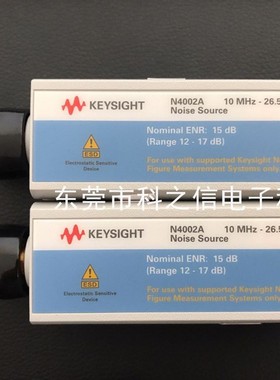 KEYSIGHT
N4002A 10 MHz - 26.5
Noise Source
Nominal ENR: 15 dB
(Range 12 - 17 dB)
ESD
Electrostatic Sensitive
Device
For use with supported Keysight N
Figure Measurement Systems only
东莞市科之信电子
KEYSIGHT
N4002A 10 MHz - 26.5
Noise Source
Nominal ENR: 15 dB
(Range 12 - 17 dB)
ESD
Electrostatic Sensitive
Device
For use with supported Keysight No
Figure Measurement Systems only.